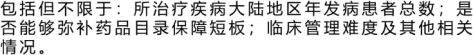 包括但不限于：所治疗疾病大陆地区年发病患者总数；是
否能够弥补药品目录保障短板；临床管理难度及其他相关
情况。